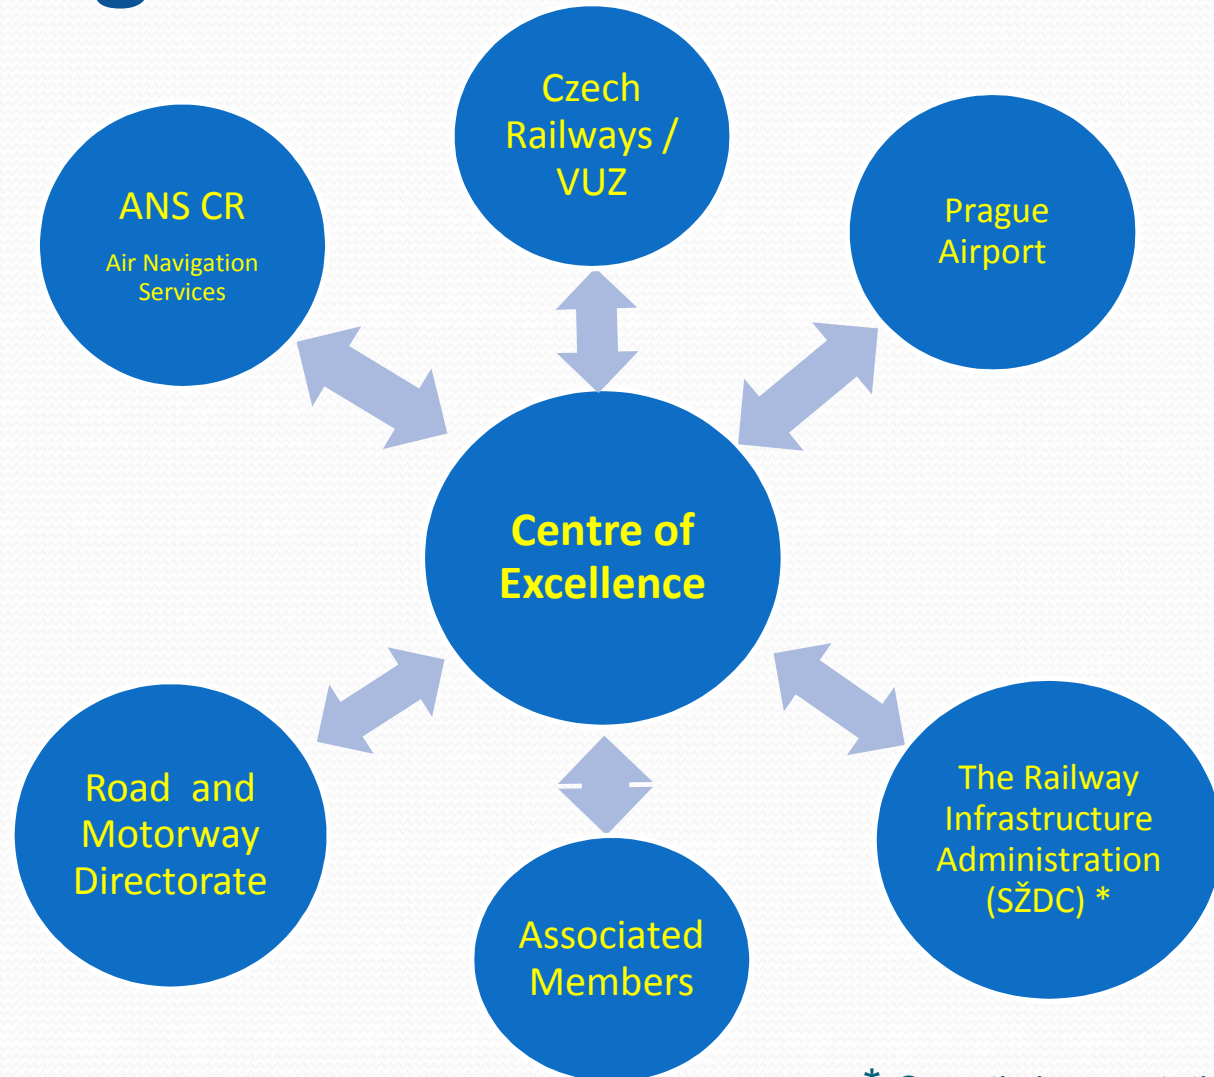 Czech
Railways /
VUZ
ANS CR
Air Navigation
Services
Prague
Airport
Centre of
Excellence
Road and
Motorway
Directorate
The Railway
Infrastructure
Administration
(SŽDC) *
Associated
Members
*